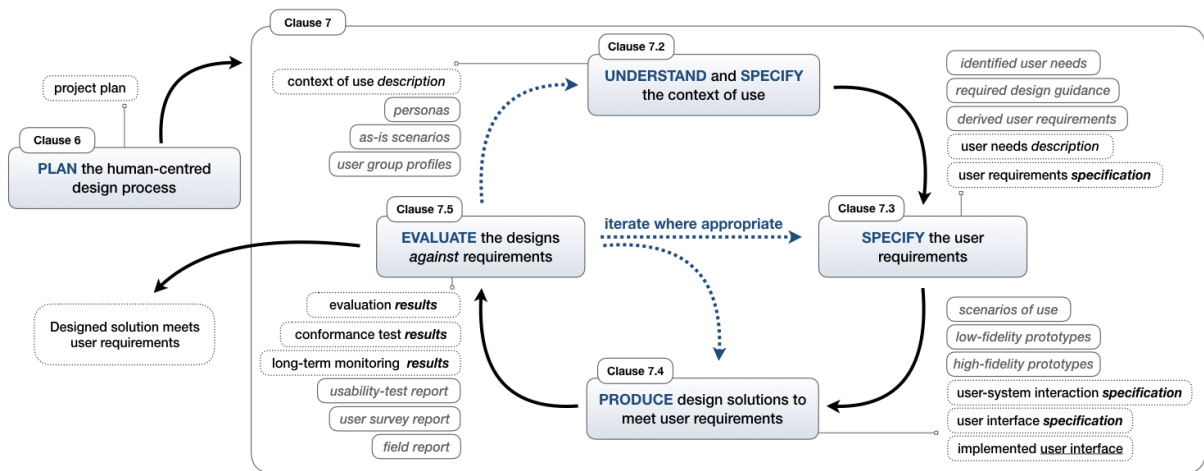 Clause 7
Clause 6
project plan
PLAN the human-centred
design process
Clause 7.2
UNDERSTAND and SPECIFY
the context of use
context of use description
personas
as-is scenarios
user group profiles
identified user needs
required design guidance
derived user requirements
user needs description
user requirements specification
Clause 7.3
SPECIFY the user
requirements
iterate where appropriate
Clause 7.5
EVALUATE the designs
against requirements
evaluation results
conformance test results
long-term monitoring results
usability-test report
user survey report
field report
Designed solution meets
user requirements
Clause 7.4
PRODUCE design solutions to
meet user requirements
scenarios of use
low-fidelity prototypes
high-fidelity prototypes
user-system interaction specification
user interface specification
implemented user interface